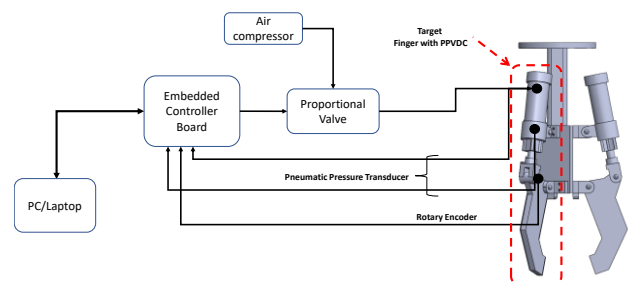 Air
compressor
Target
Finger with PPVDC
Embedded
Controller
Board
Proportional
Valve
Pneumatic Pressure Transducer
PC/Laptop
Rotary Encoder